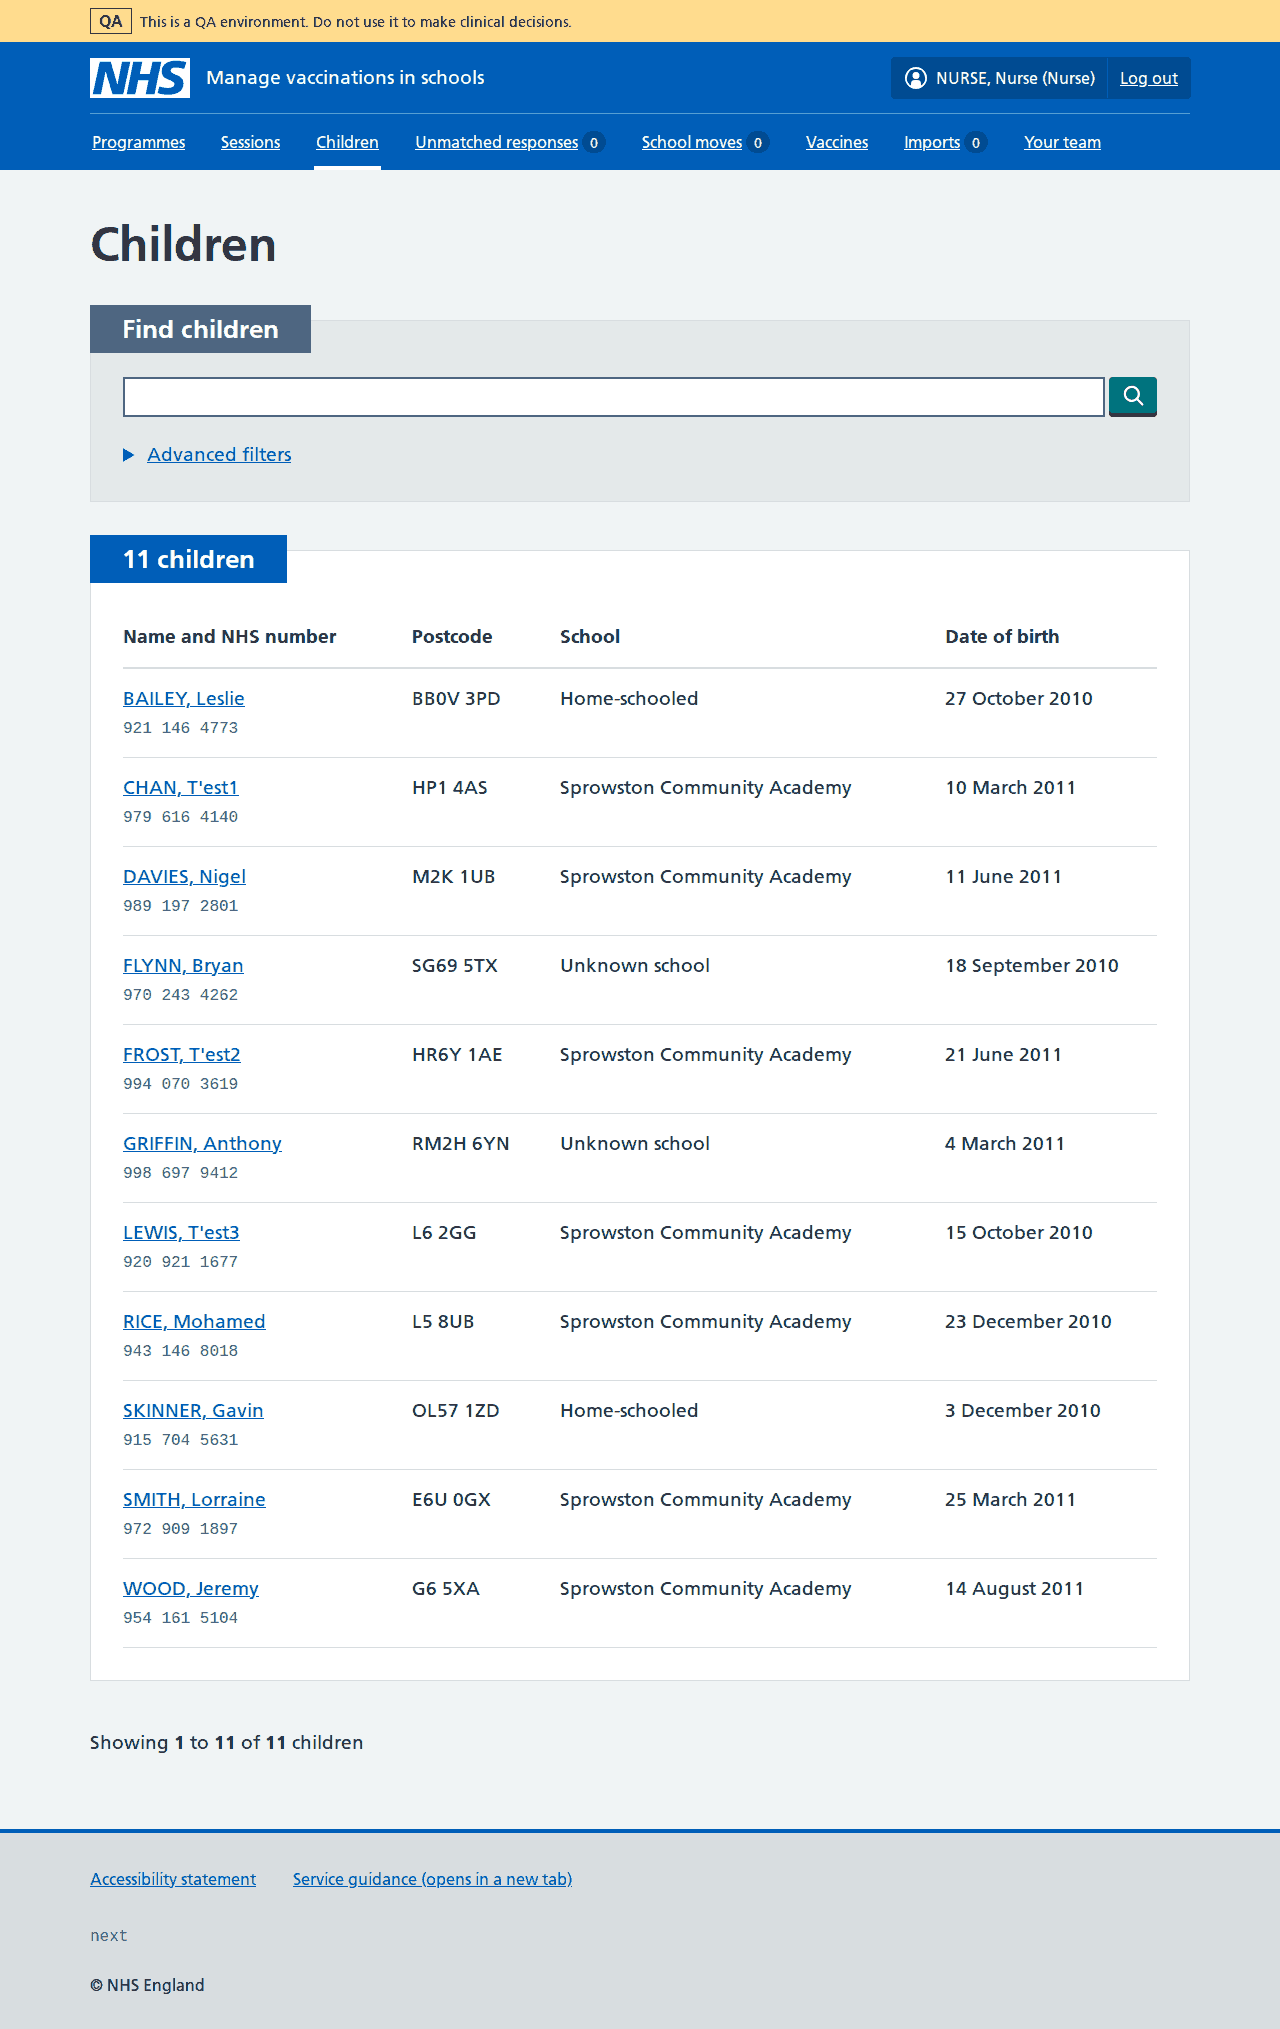 QA This is a QA environment. Do not use it to make clinical decisions.
NHS Manage vaccinations in schools NURSE, Nurse (Nurse) Log out
Programmes Sessions Children Unmatched responses 0 School moves 0 Vaccines Imports 0 Your team
Children
Find children
Advanced filters
11 children
Name and NHS number Postcode School Date of birth
BAILEY, Leslie BB0V 3PD Home-schooled 27 October 2010
921 146 4773
CHAN, T'est1 HP1 4AS Sprowston Community Academy 10 March 2011
979 616 4140
DAVIES, Nigel M2K 1UB Sprowston Community Academy 11 June 2011
989 197 2801
FLYNN, Bryan SG69 5TX Unknown school 18 September 2010
970 243 4262
FROST, T'est2 HR6Y 1AE Sprowston Community Academy 21 June 2011
994 070 3619
GRIFFIN, Anthony RM2H 6YN Unknown school 4 March 2011
998 697 9412
LEWIS, T'est3 L6 2GG Sprowston Community Academy 15 October 2010
920 921 1677
RICE, Mohamed L5 8UB Sprowston Community Academy 23 December 2010
943 146 8018
SKINNER, Gavin OL57 1ZD Home-schooled 3 December 2010
915 704 5631
SMITH, Lorraine E6U 0GX Sprowston Community Academy 25 March 2011
972 909 1897
WOOD, Jeremy G6 5XA Sprowston Community Academy 14 August 2011
954 161 5104
Showing 1 to 11 of 11 children
Accessibility statement Service guidance (opens in a new tab)
next
© NHS England